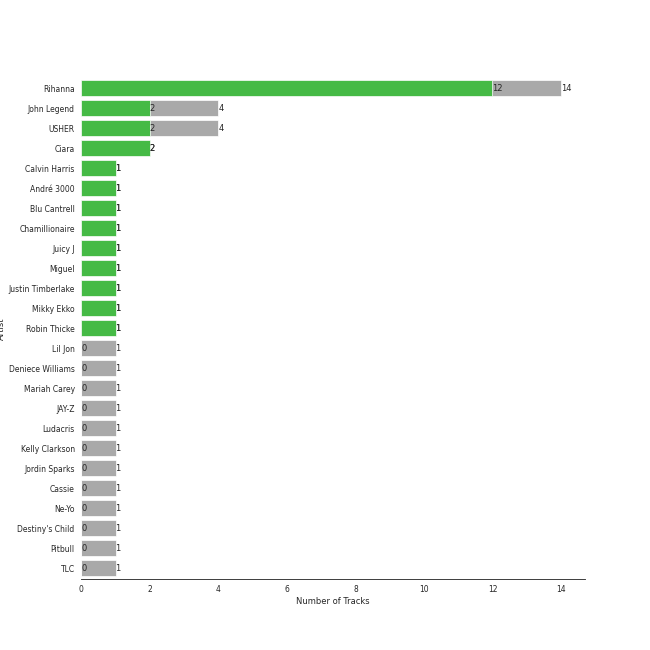 Rihanna 12 14
John Legend 2 4
USHER 2 4
Ciara 2
Calvin Harris 1
André 3000 1
Blu Cantrell 1
Chamillionaire 1
Juicy J 1
Miguel 1
Justin Timberlake 1
Mikky Ekko 1
Robin Thicke 1
Lil Jon 0 1
Deniece Williams 0 1
Mariah Carey 0 1
JAY-Z 0 1
Ludacris 0 1
Kelly Clarkson 0 1
Jordin Sparks 0 1
Cassie 0 1
Ne-Yo 0 1
Destiny's Child 0 1
Pitbull 0 1
TLC 0 1
Artist
0 2 4 6 8 10 12 14
Number of Tracks